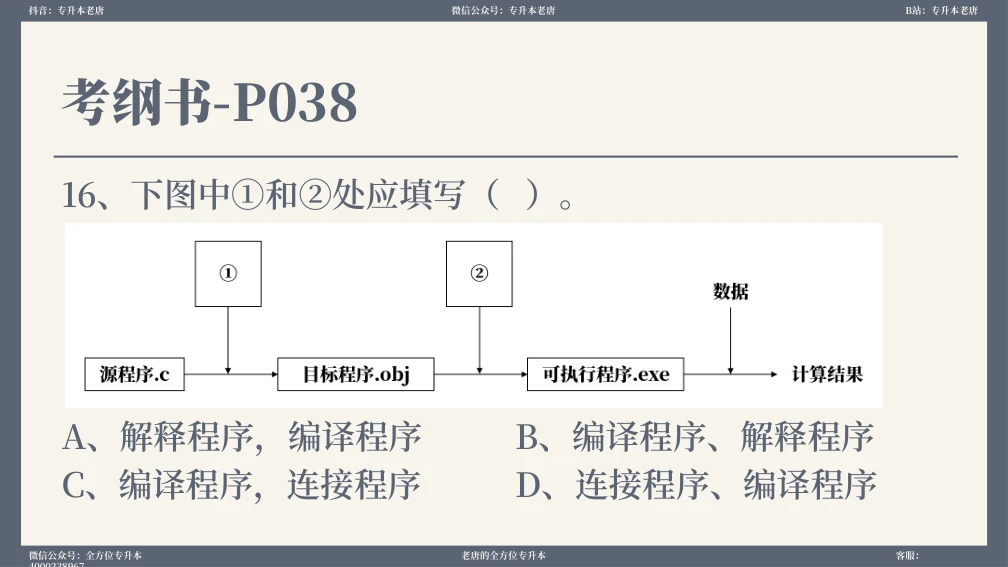 抖音：专升本老唐
微信公众号：专升本老唐
B站：专升本老唐
考纲书-P038
16、下图中①和②处应填写（ ）。
①
②
数据
源程序.c
目标程序.obj
可执行程序.exe
计算结果
A、解释程序，编译程序
B、编译程序、解释程序
C、编译程序，连接程序
D、连接程序、编译程序
微信公众号：全方位专升本
老唐的全方位专升本
客服：
4000238967